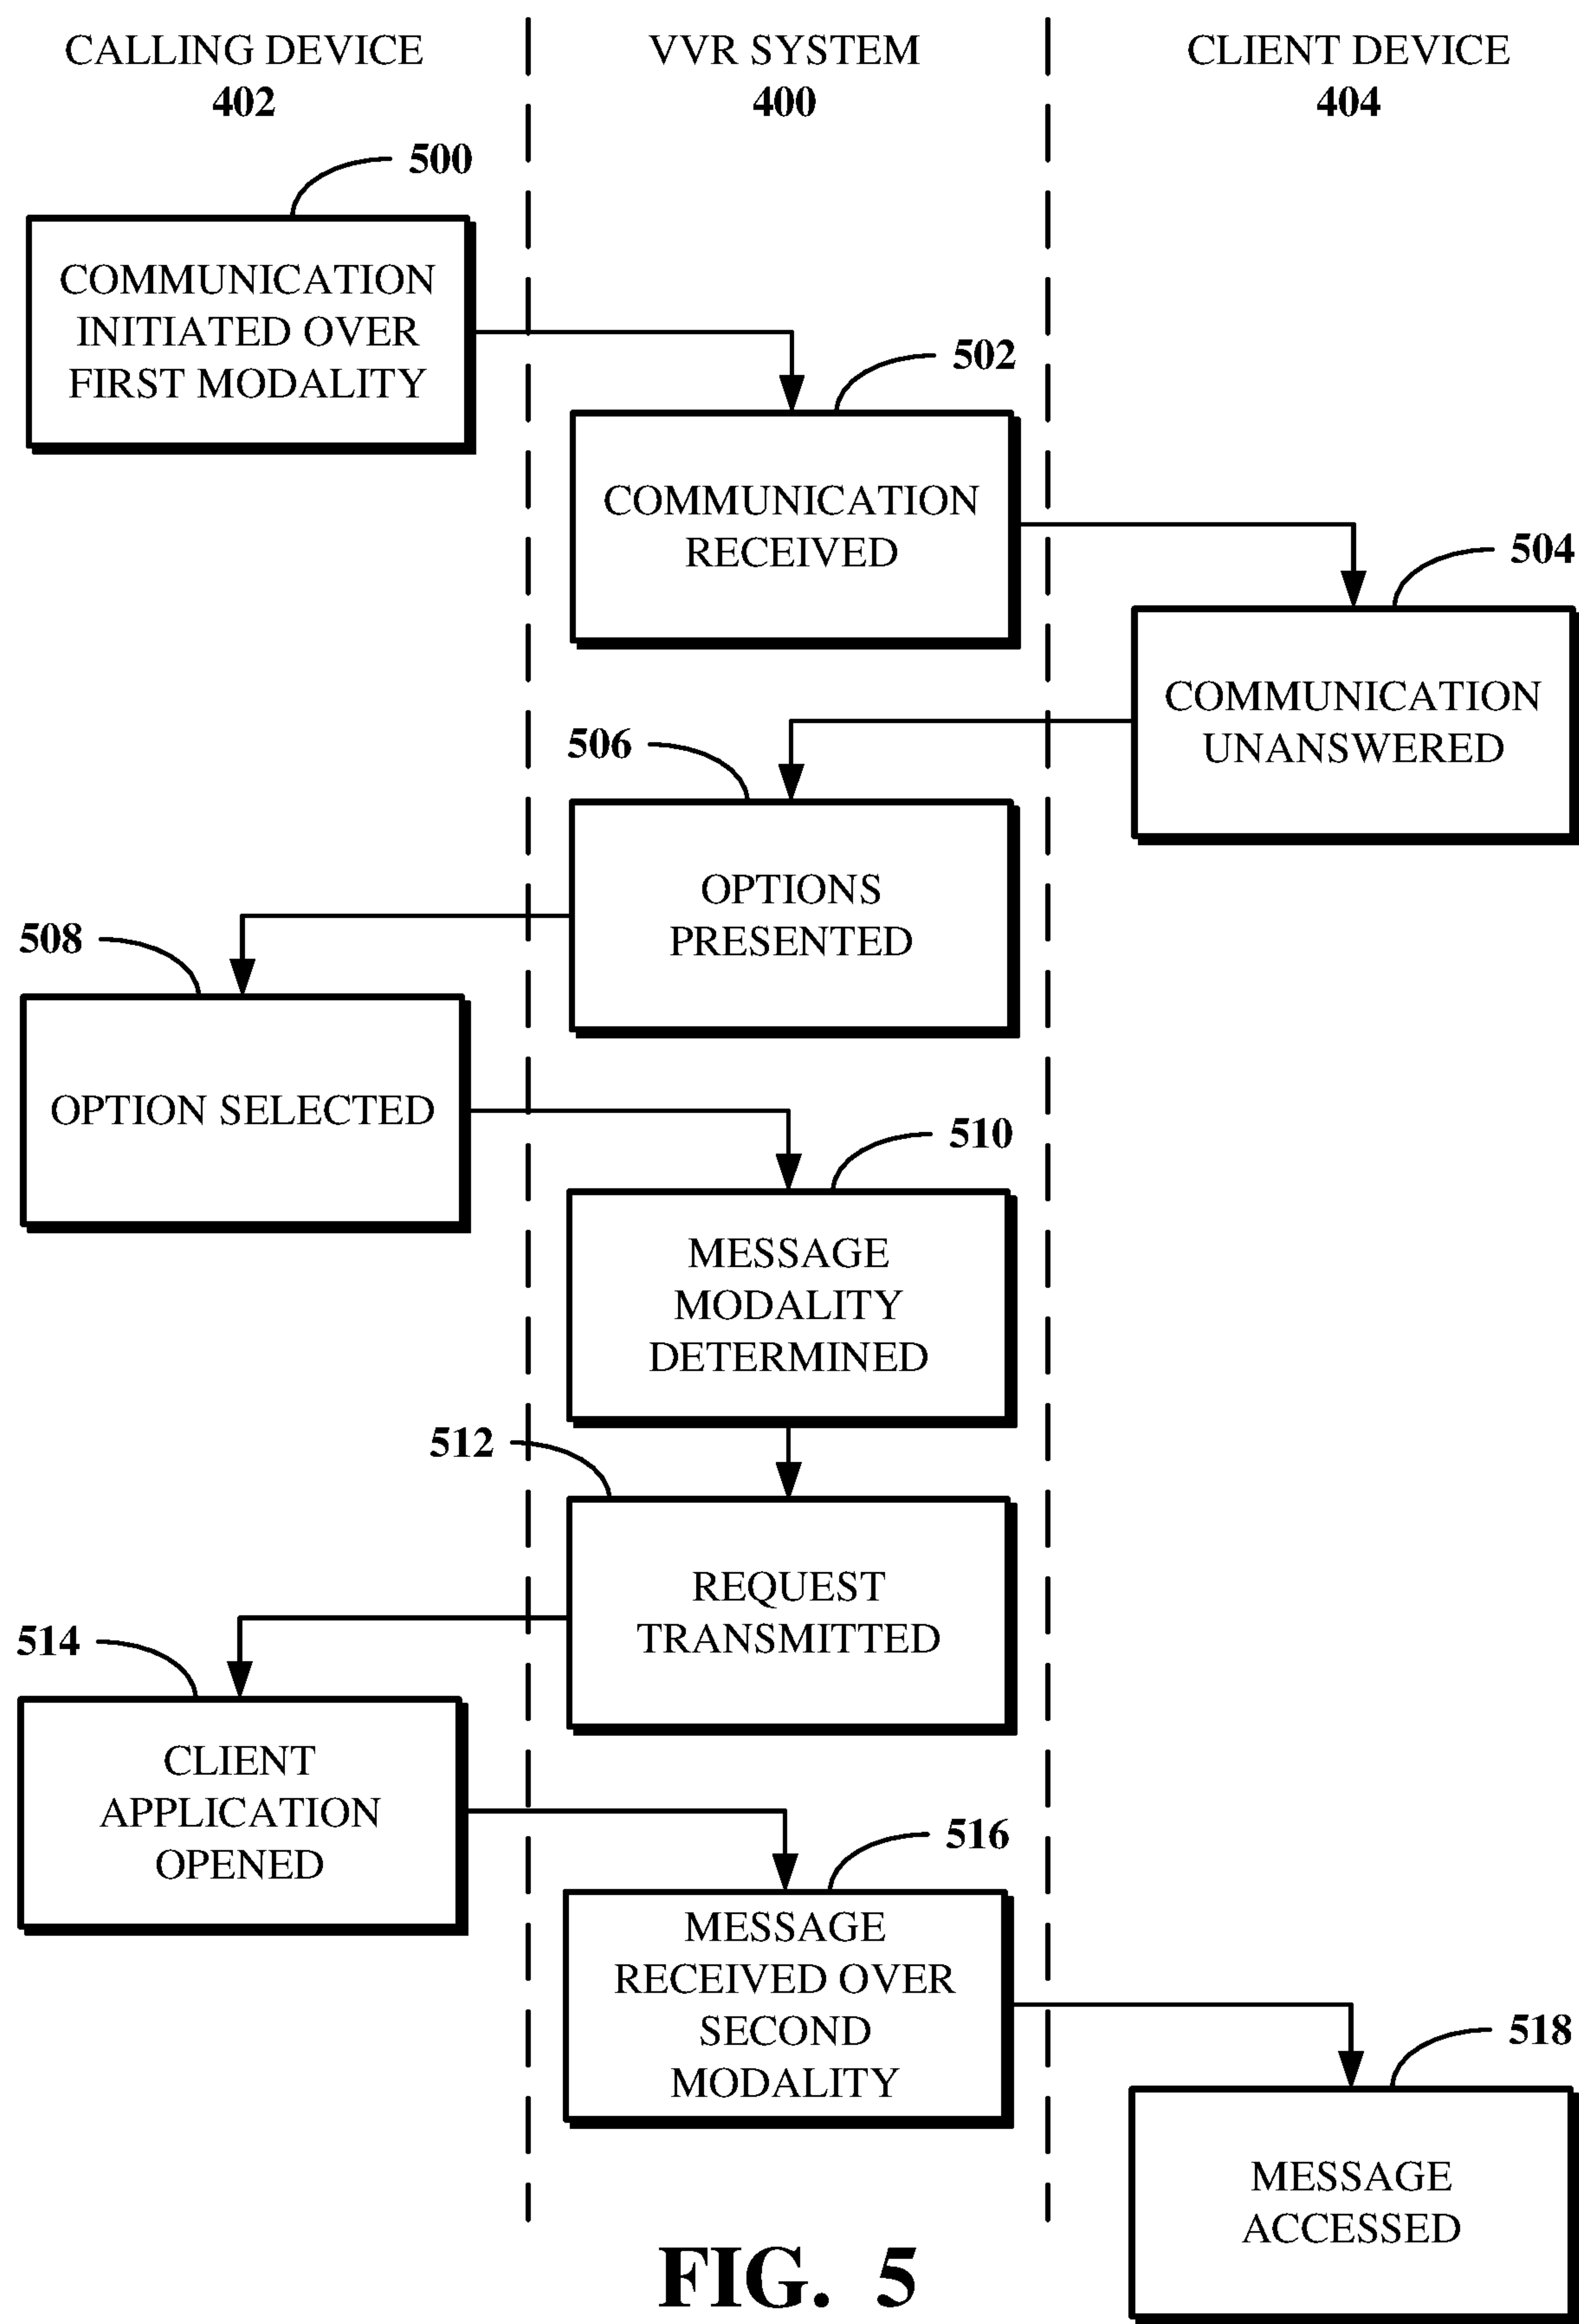 CALLING DEVICE
402
VVR SYSTEM
400
CLIENT DEVICE
404
500
COMMUNICATION
INITIATED OVER
FIRST MODALITY
502
COMMUNICATION
RECEIVED
504
COMMUNICATION
UNANSWERED
506
OPTIONS
PRESENTED
508
OPTION SELECTED
510
MESSAGE
MODALITY
DETERMINED
512
REQUEST
TRANSMITTED
514
CLIENT
APPLICATION
OPENED
516
MESSAGE
RECEIVED OVER
SECOND
MODALITY
518
MESSAGE
ACCESSED
FIG. 5